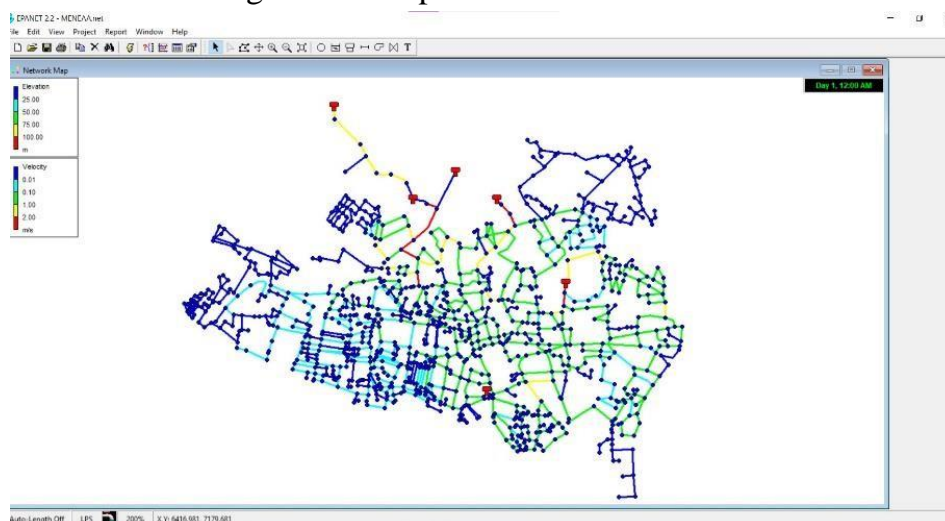 EPANET 2.2 - MENEAA.net
File Edit View Project Report Window Help
T
Network Map
Day 1, 12:00 AM
Elevation
25.00
50.00
75.00
100.00
m
Velocity
0.01
0.10
1.00
2.00
m/s
Auto-Length Off LPS 200% X,Y: 6416.981, 7179.681